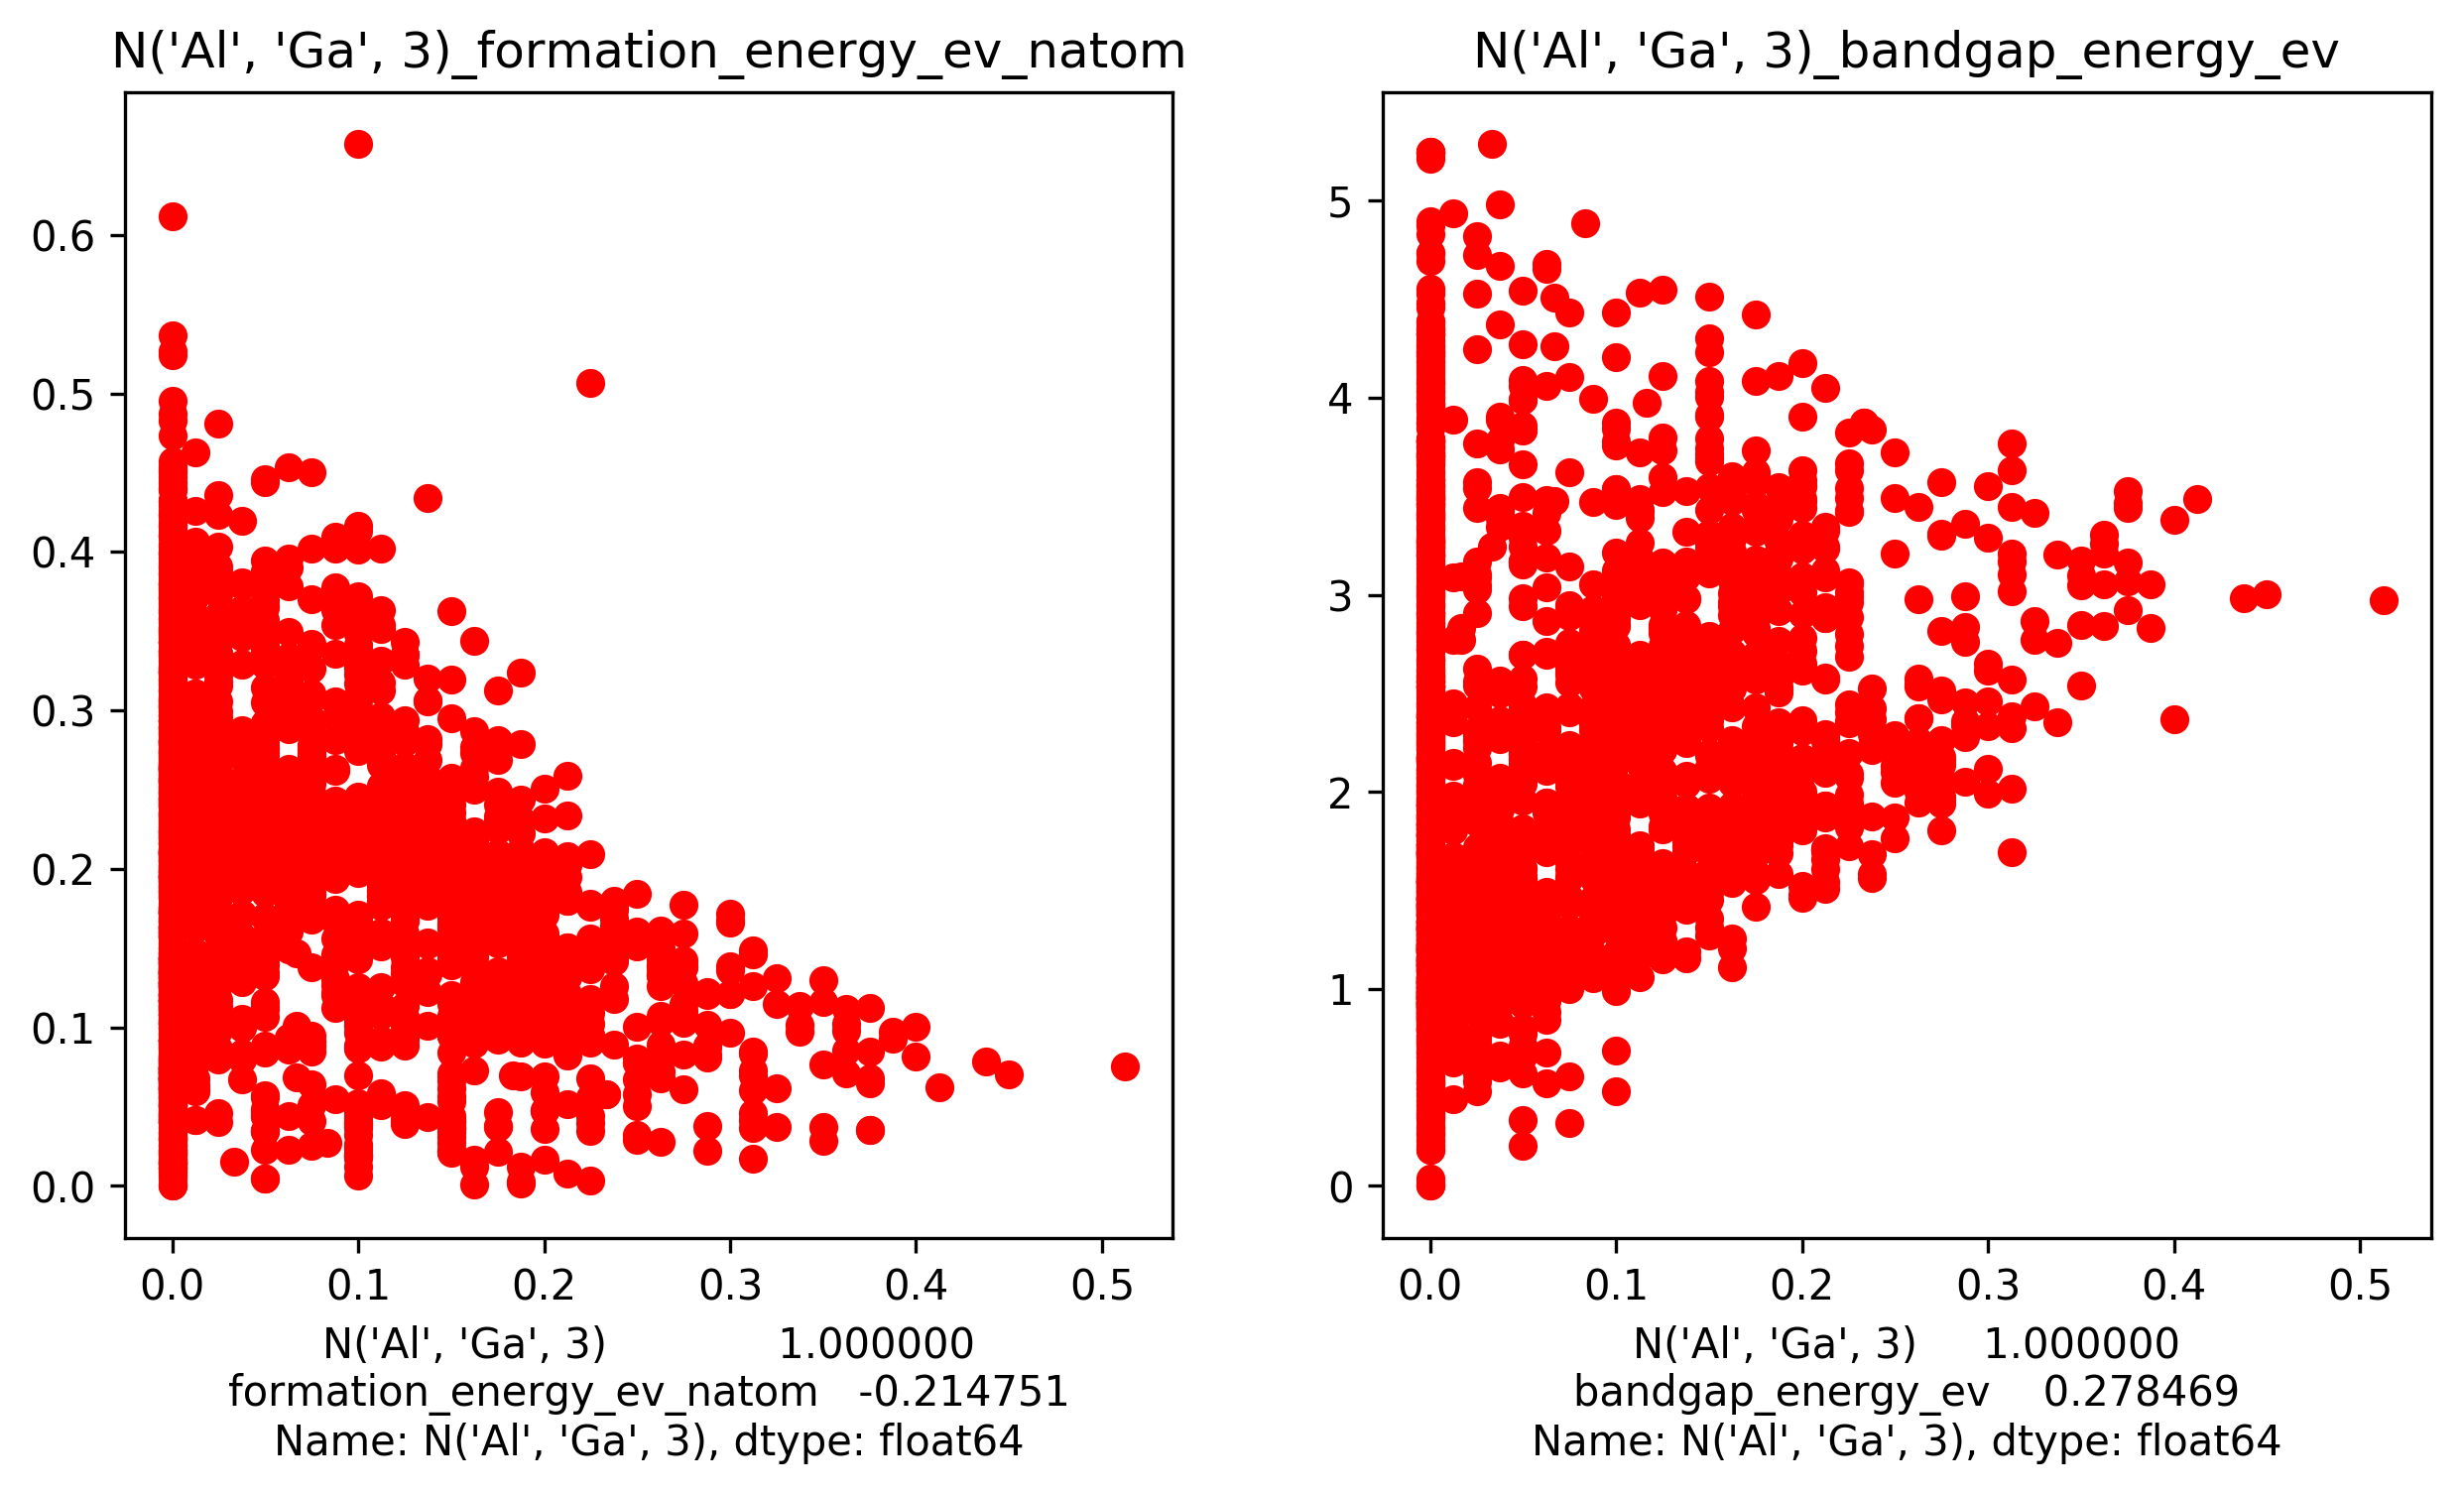 N('Al', 'Ga', 3)_formation_energy_ev_natom
0.6
0.5
0.4
0.3
0.2
0.1
0.0
0.0 0.1 0.2 0.3 0.4 0.5
N('Al', 'Ga', 3) 1.000000
formation_energy_ev_natom -0.214751
Name: N('Al', 'Ga', 3), dtype: float64
N('Al', 'Ga', 3)_bandgap_energy_ev
5
4
3
2
1
0
0.0 0.1 0.2 0.3 0.4 0.5
N('Al', 'Ga', 3) 1.000000
bandgap_energy_ev 0.278469
Name: N('Al', 'Ga', 3), dtype: float64